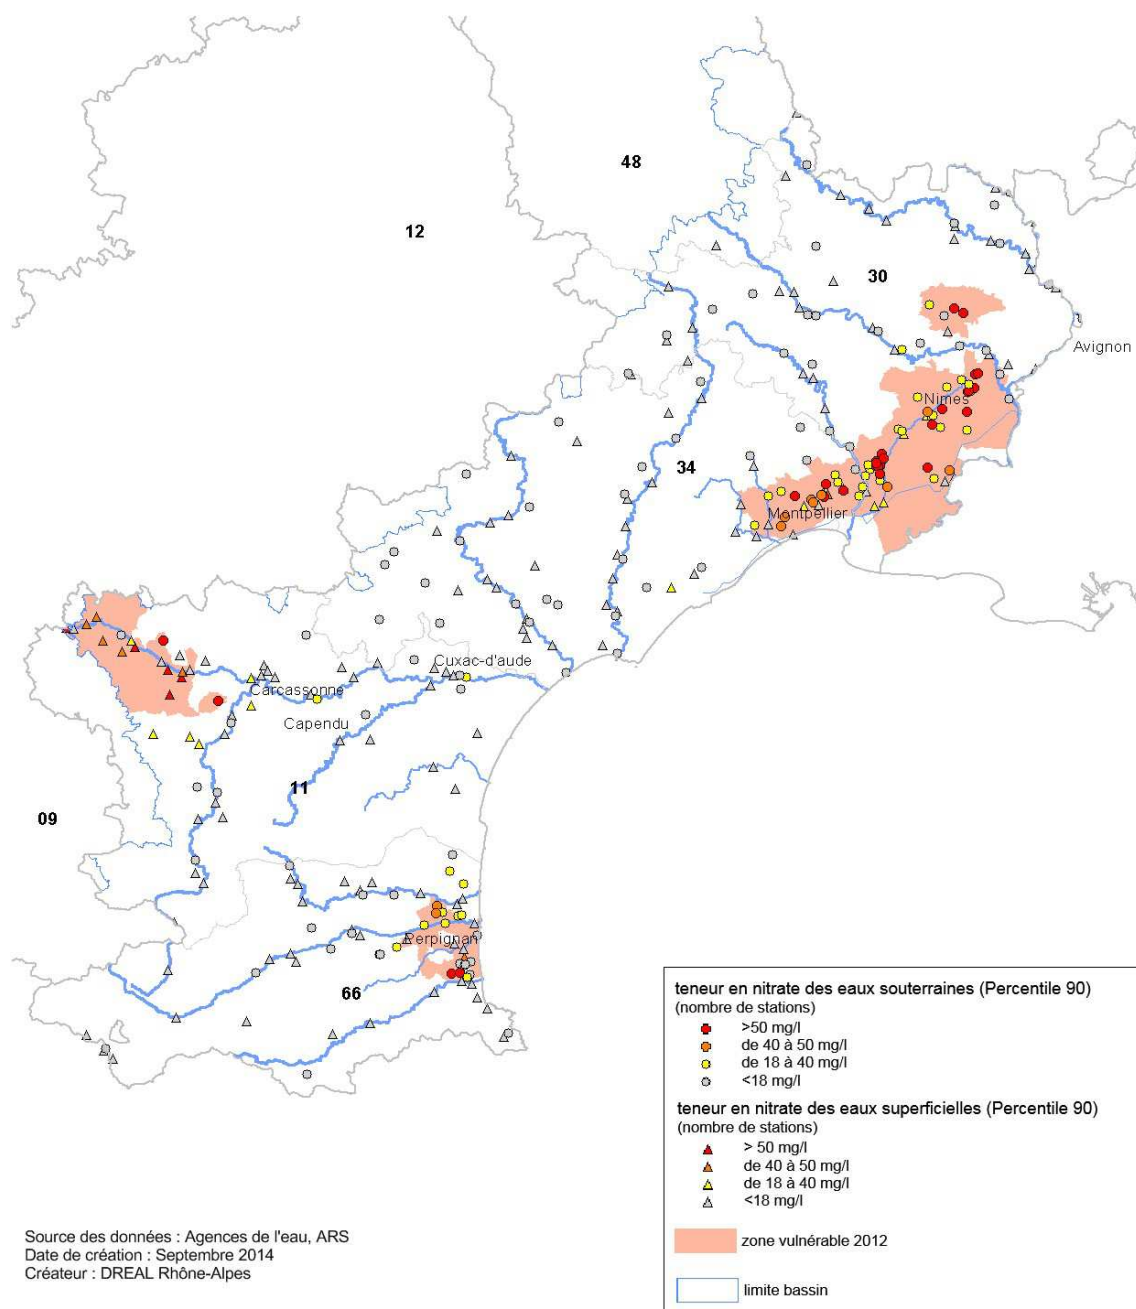 48
12
30
Avignon
Nimes
34
Montpellier
Cuxac-d'aude
Carcassonne
Capendu
11
09
Perpignan
66
teneur en nitrate des eaux souterraines (Percentile 90)
(nombre de stations)
>50 mg/l
de 40 à 50 mg/l
de 18 à 40 mg/l
<18 mg/l
teneur en nitrate des eaux superficielles (Percentile 90)
(nombre de stations)
> 50 mg/l
de 40 à 50 mg/l
de 18 à 40 mg/l
<18 mg/l
zone vulnérable 2012
limite bassin
Source des données : Agences de l'eau, ARS
Date de création : Septembre 2014
Créateur : DREAL Rhône-Alpes